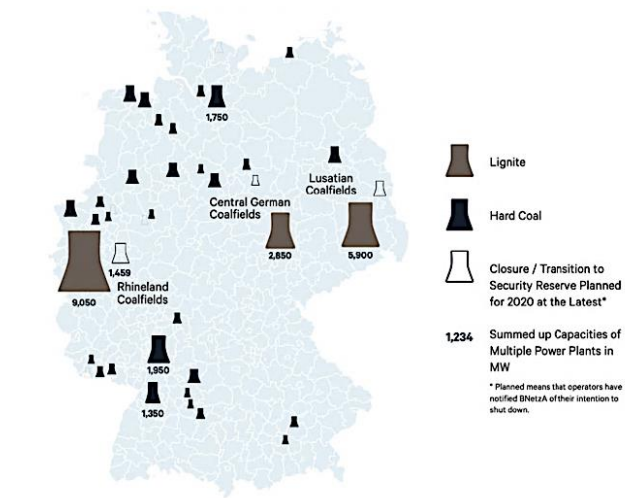 1,750
Lusatian
Coalfields
Central German
Coalfields
2,850
5,900
1,459
Rhineland
Coalfields
9,050
1,950
1,350
Lignite
Hard Coal
Closure / Transition to
Security Reserve Planned
for 2020 at the Latest*
1,234
Summed up Capacities of
Multiple Power Plants in
MW
* Planned means that operators have
notified BNetzA of their intention to
shut down.